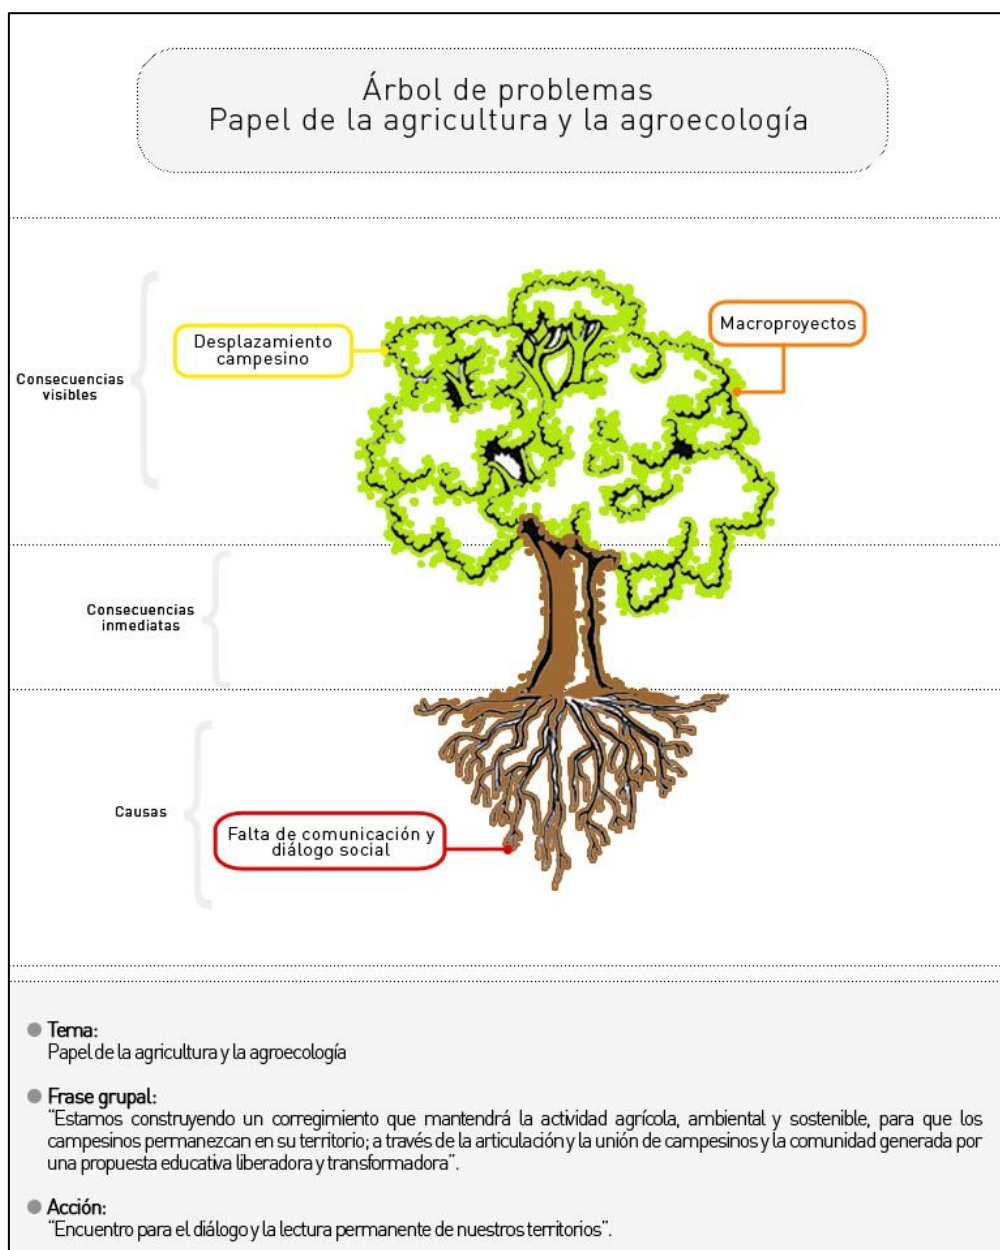 Árbol de problemas
Papel de la agricultura y la agroecología
Consecuencias
visibles
Desplazamiento
campesino
Macroproyectos
Consecuencias
inmediatas
Causas
Falta de comunicación y
diálogo social
Tema:
Papel de la agricultura y la agroecología
Frase grupal:
“Estamos construyendo un corregimiento que mantendrá la actividad agrícola, ambiental y sostenible, para que los
campesinos permanezcan en su territorio; a través de la articulación y la unión de campesinos y la comunidad generada por
una propuesta educativa liberadora y transformadora”.
Acción:
“Encuentro para el diálogo y la lectura permanente de nuestros territorios”.